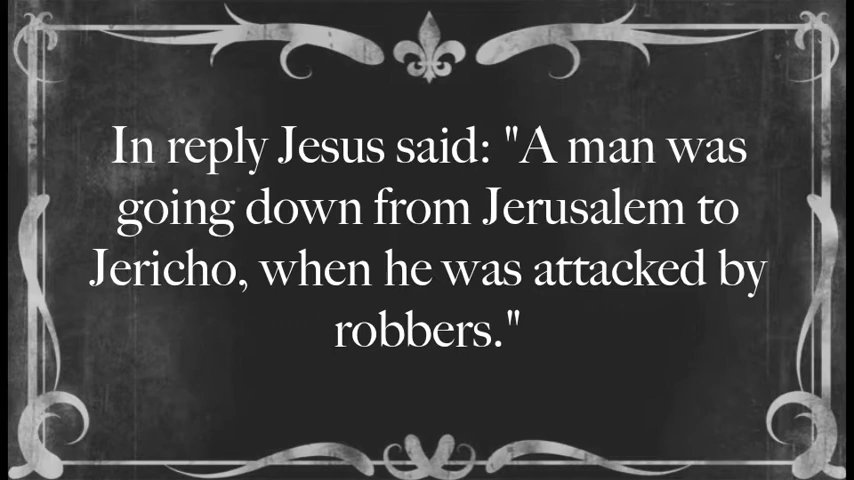 In reply Jesus said: "A man was
going down from Jerusalem to
Jericho, when he was attacked by
robbers."